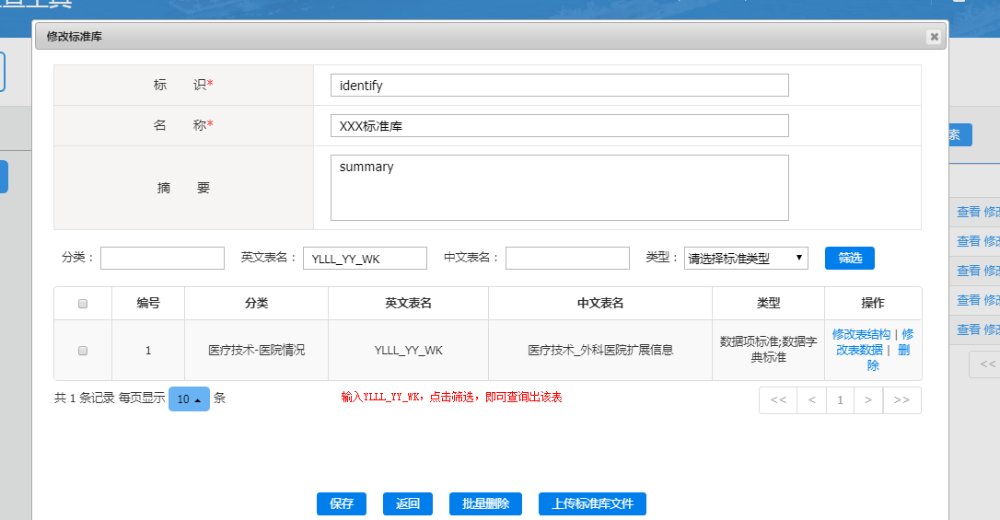 修改标准库
标 识*
identify
名 称*
XXX标准库
摘 要
summary
分类： 英文表名： YLLL_YY_WK 中文表名： 类型： 请选择标准类型 筛选
编号 分类 英文表名 中文表名 类型 操作
1 医疗技术-医院情况 YLLL_YY_WK 医疗技术_外科医院扩展信息 数据项标准;数据字
典标准
修改表结构 | 修
改表数据 | 删
除
共 1 条记录 每页显示 10 条
输入YLLL_YY_WK，点击筛选，即可查询出该表
<< < 1 > >>
保存 返回 批量删除 上传标准库文件
索
查看 修改
查看 修改
查看 修改
查看 修改
查看 修改
<<